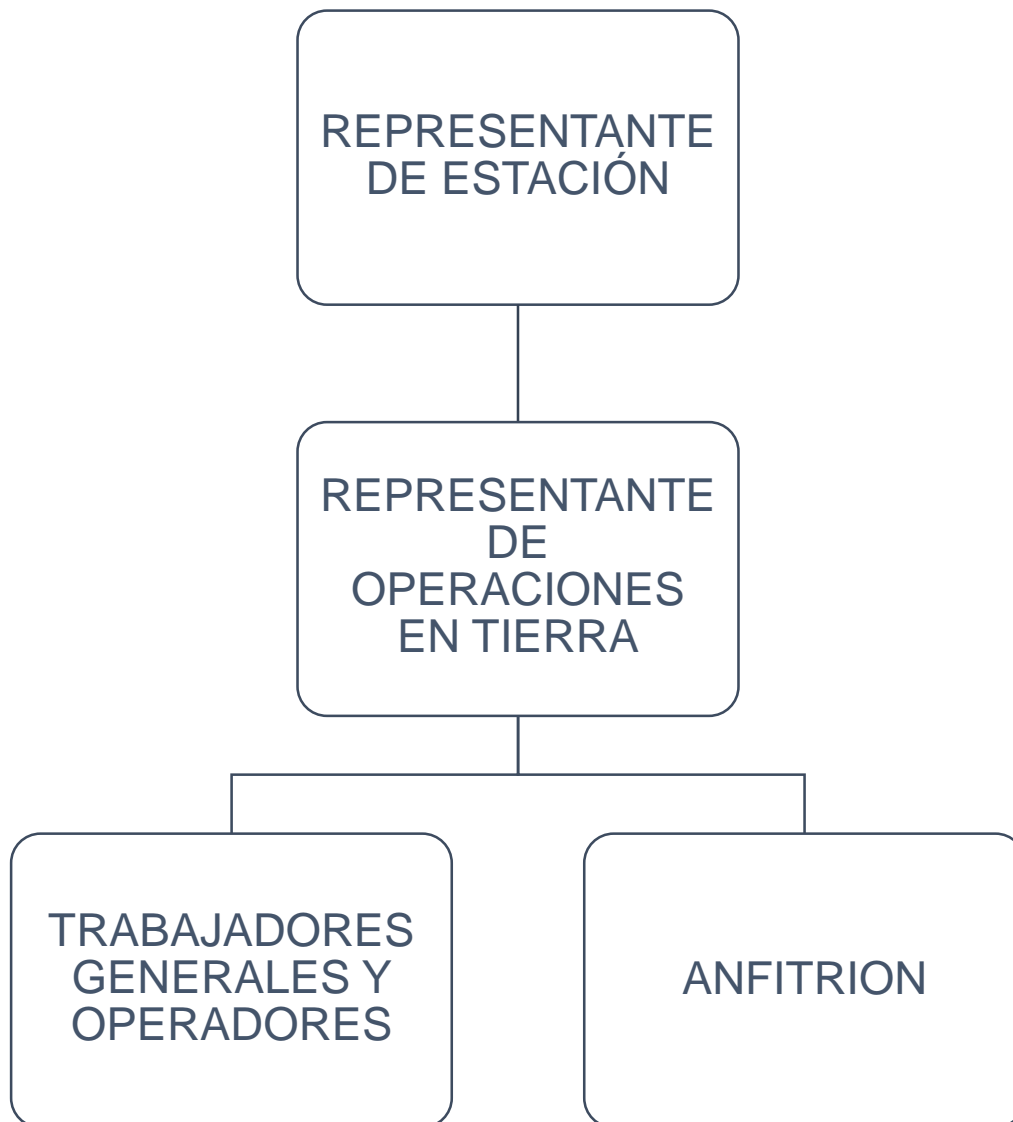 REPRESENTANTE
DE ESTACIÓN
REPRESENTANTE
DE
OPERACIONES
EN TIERRA
TRABAJADORES
GENERALES Y
OPERADORES
ANFITRION